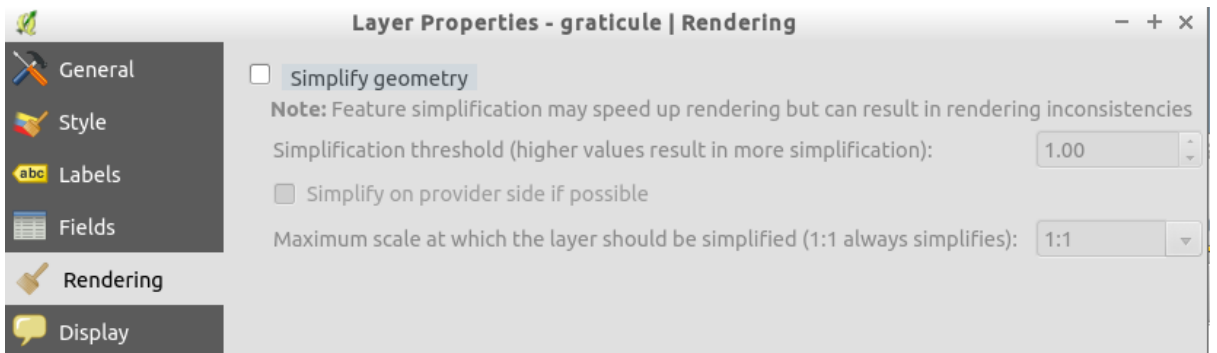 Layer Properties - graticule | Rendering
General
Style
abc Labels
Fields
Rendering
Display
Simplify geometry
Note: Feature simplification may speed up rendering but can result in rendering inconsistencies
Simplification threshold (higher values result in more simplification): 1.00
Simplify on provider side if possible
Maximum scale at which the layer should be simplified (1:1 always simplifies): 1:1